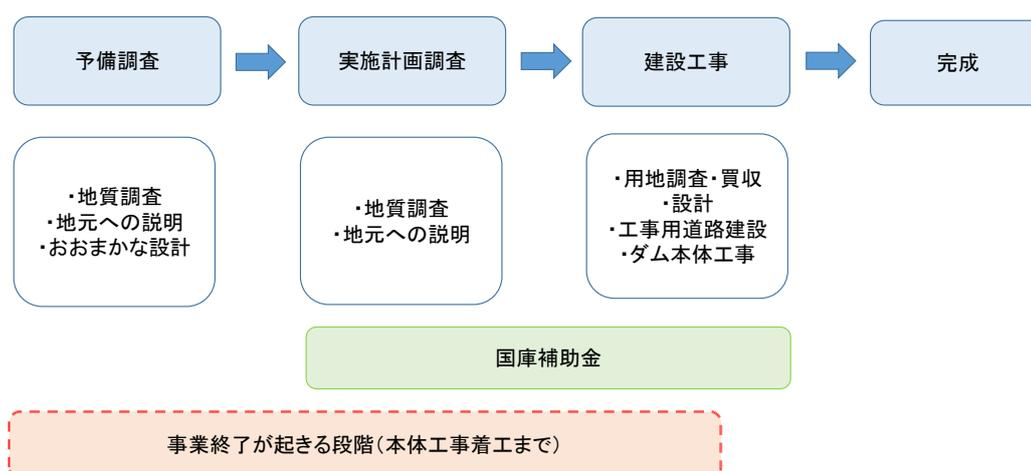 予備調査
実施計画調査
建設工事
完成
・地質調査
・地元への説明
・おおまかな設計
・地質調査
・地元への説明
・用地調査・買収
・設計
・工事用道路建設
・ダム本体工事
国庫補助金
事業終了が起きる段階（本体工事着工まで）